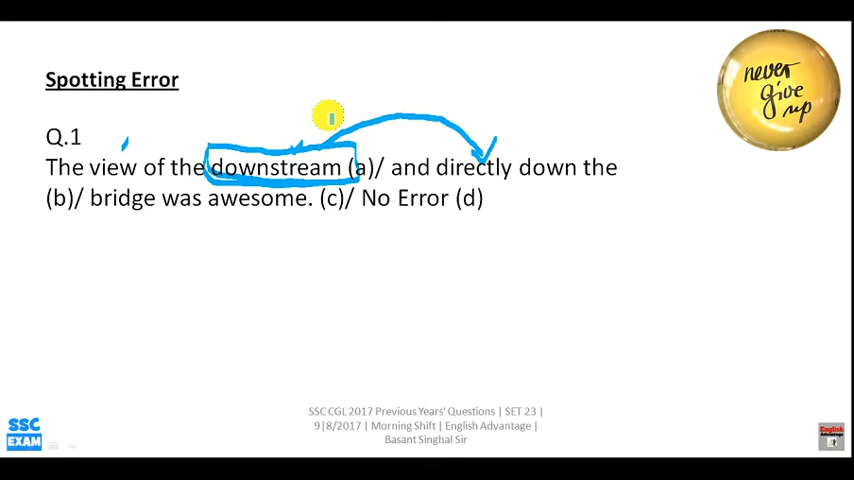 Spotting Error
never
give
up
Q.1
The view of the downstream (a)/ and directly down the
(b)/ bridge was awesome. (c)/ No Error (d)
SSC CGL 2017 Previous Years' Questions | SET 23 |
9|8/2017 | Morning Shift | English Advantage |
Basant Singhal Sir
SSC
EXAM
English
Advantage